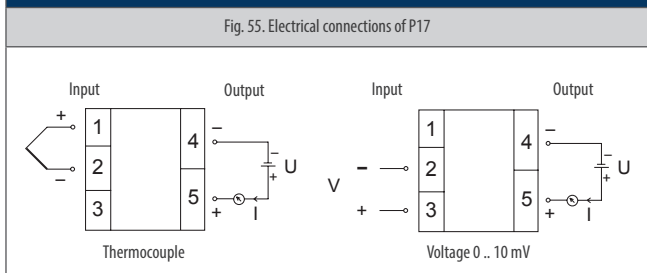 Fig. 55. Electrical connections of P17
Input Output
+ 1 4 –
– 2 – U +
3 5 + I
Thermocouple
Input Output
1 4 –
V – 2 – U +
+ 3 5 + I
Voltage 0 .. 10 mV